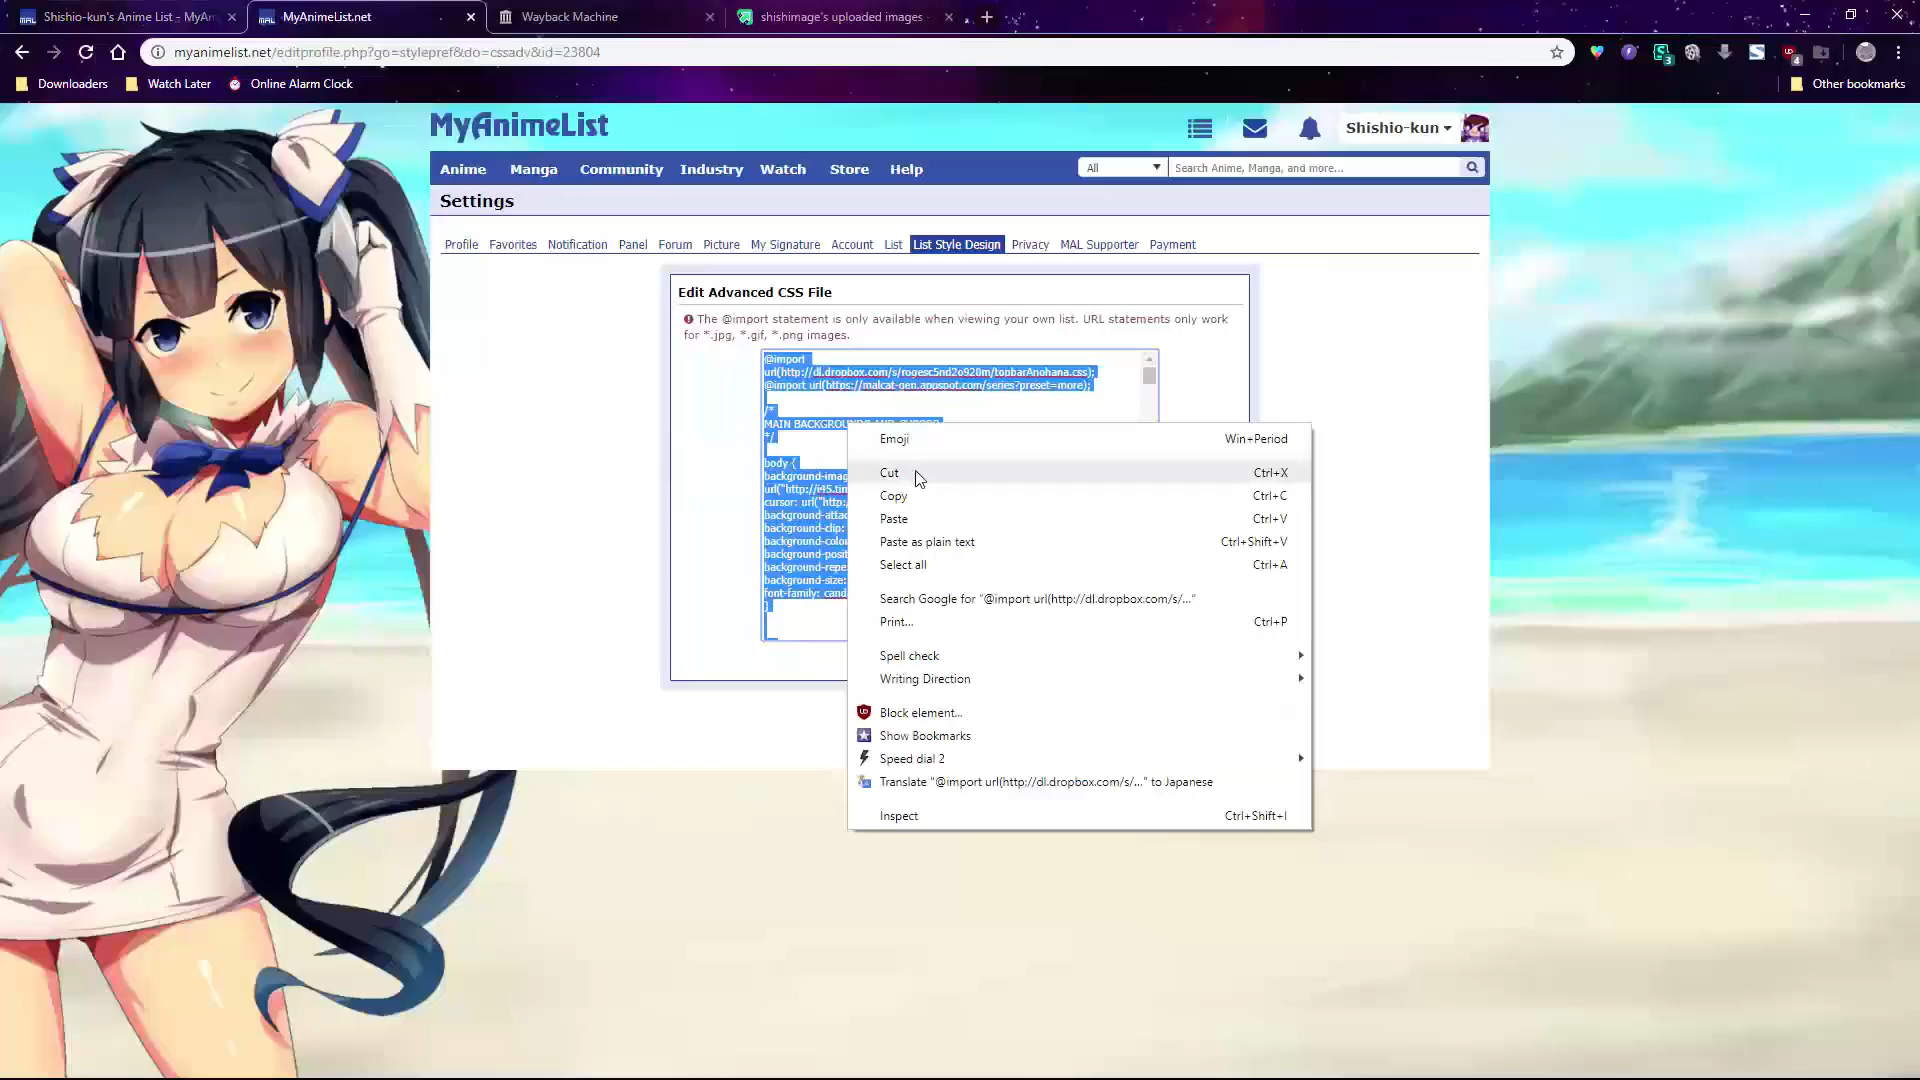 Shishio-kun's Anime List - MyAn
MyAnimeList.net
Wayback Machine
shishimage's uploaded images -
myanimelist.net/editprofile.php?go=stylepref&do=cssadv&id=23804
3
4
Downloaders
Watch Later
Online Alarm Clock
Other bookmarks
MyAnimeList
Shishio-kun
Anime Manga Community Industry Watch Store Help
All
Search Anime, Manga, and more...
Settings
Profile Favorites Notification Panel Forum Picture My Signature Account List List Style Design Privacy MAL Supporter Payment
Edit Advanced CSS File
The @import statement is only available when viewing your own list. URL statements only work
for *.jpg, *.gif, *.png images.
@import
url(http://dl.dropbox.com/s/rogesc5nd2o920m/topbarAnohana.css);
@import url(https://malcat-gen.appspot.com/series?preset=more);
/*
MAIN BACKGROUND AND CURSOR
*/
body {
background-imag
url("http://i45.tin
cursor: url("http:
background-attac
background-clip:
background-colo
background-posit
background-repe
background-size:
font-family: cand
}
Emoji Win+Period
Cut Ctrl+X
Copy Ctrl+C
Paste Ctrl+V
Paste as plain text Ctrl+Shift+V
Select all Ctrl+A
Search Google for "@import url(http://dl.dropbox.com/s/..."
Print... Ctrl+P
Spell check
Writing Direction
Block element...
Show Bookmarks
Speed dial 2
Translate "@import url(http://dl.dropbox.com/s/..." to Japanese
Inspect Ctrl+Shift+I